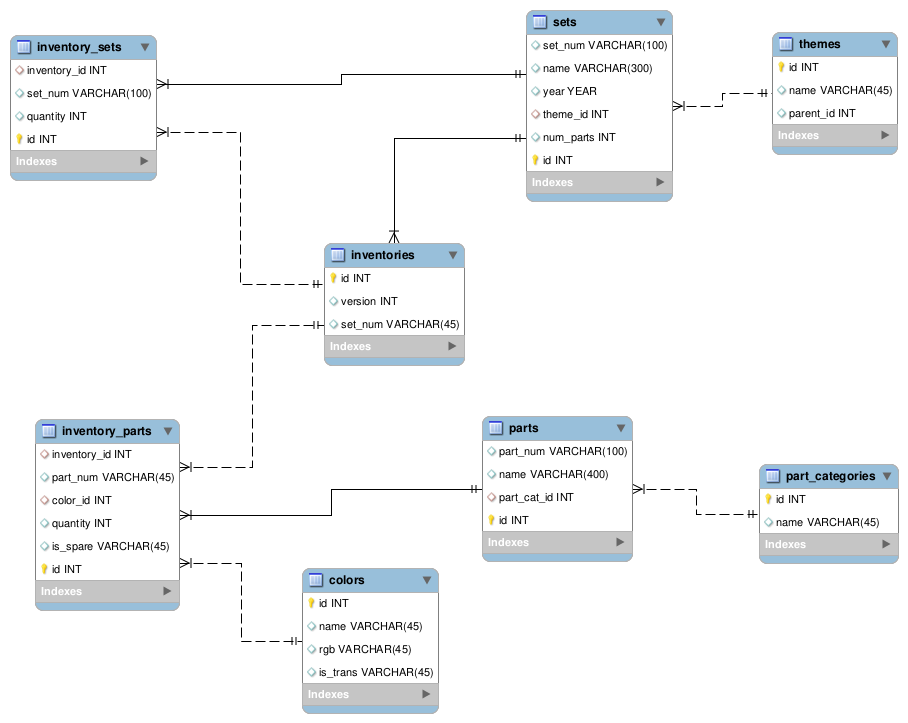 inventory_sets
inventory_id INT
set_num VARCHAR(100)
quantity INT
id INT
Indexes
sets
set_num VARCHAR(100)
name VARCHAR(300)
year YEAR
theme_id INT
num_parts INT
id INT
Indexes
themes
id INT
name VARCHAR(45)
parent_id INT
Indexes
inventories
id INT
version INT
set_num VARCHAR(45)
Indexes
inventory_parts
inventory_id INT
part_num VARCHAR(45)
color_id INT
quantity INT
is_spare VARCHAR(45)
id INT
Indexes
parts
part_num VARCHAR(100)
name VARCHAR(400)
part_cat_id INT
id INT
Indexes
part_categories
id INT
name VARCHAR(45)
Indexes
colors
id INT
name VARCHAR(45)
rgb VARCHAR(45)
is_trans VARCHAR(45)
Indexes